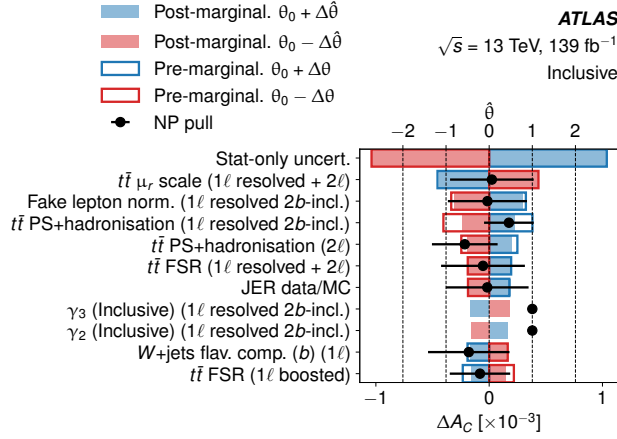 Post-marginal. θ₀ + Δθ̂
Post-marginal. θ₀ − Δθ̂
Pre-marginal. θ₀ + Δθ
Pre-marginal. θ₀ − Δθ
NP pull
ATLAS
√s = 13 TeV, 139 fb⁻¹
Inclusive
θ̂
−2 −1 0 1 2
Stat-only uncert.
tt̄ μᵣ scale (1ℓ resolved + 2ℓ)
Fake lepton norm. (1ℓ resolved 2b-incl.)
tt̄ PS+hadronisation (1ℓ resolved 2b-incl.)
tt̄ PS+hadronisation (2ℓ)
tt̄ FSR (1ℓ resolved + 2ℓ)
JER data/MC
γ₃ (Inclusive) (1ℓ resolved 2b-incl.)
γ₂ (Inclusive) (1ℓ resolved 2b-incl.)
W+jets flav. comp. (b) (1ℓ)
tt̄ FSR (1ℓ boosted)
−1 0 1
ΔA_C [×10⁻³]